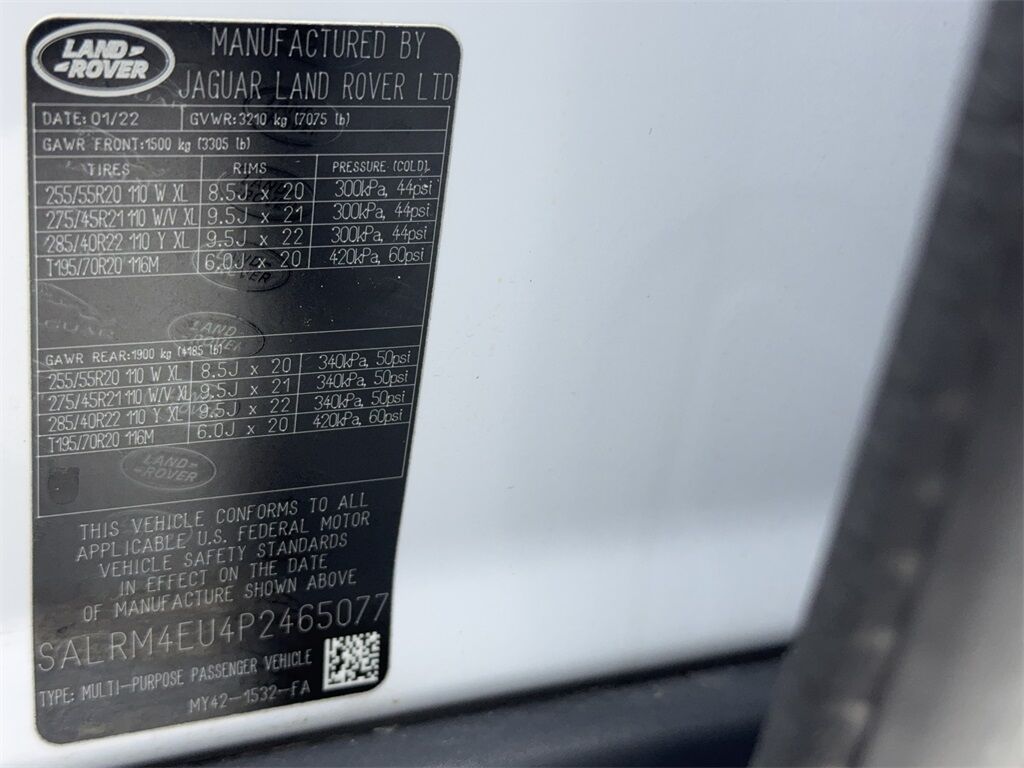 LAND-
-ROVER
MANUFACTURED BY
JAGUAR LAND ROVER LTD
DATE: 01/22 GVWR:3210 kg (7075 lb)
GAWR FRONT:1500 kg (3305 lb)
TIRES RIMS PRESSURE (COLD)
255/55R20 110 W XL 8.5J x 20 300kPa, 44psi
275/45R21 110 W/V XL 9.5J x 21 300kPa, 44psi
285/40R22 110 Y XL 9.5J x 22 300kPa, 44psi
T195/70R20 116M 6.0J x 20 420kPa, 60psi
GAWR REAR:1900 kg (4185 lb)
255/55R20 110 W XL 8.5J x 20 340kPa, 50psi
275/45R21 110 W/V XL 9.5J x 21 340kPa, 50psi
285/40R22 110 Y XL 9.5J x 22 340kPa, 50psi
T195/70R20 116M 6.0J x 20 420kPa, 60psi
LAND-
-ROVER
THIS VEHICLE CONFORMS TO ALL
APPLICABLE U.S. FEDERAL MOTOR
VEHICLE SAFETY STANDARDS
IN EFFECT ON THE DATE
OF MANUFACTURE SHOWN ABOVE
SALRM4EU4P2465077
TYPE: MULTI-PURPOSE PASSENGER VEHICLE
MY42-1532-FA